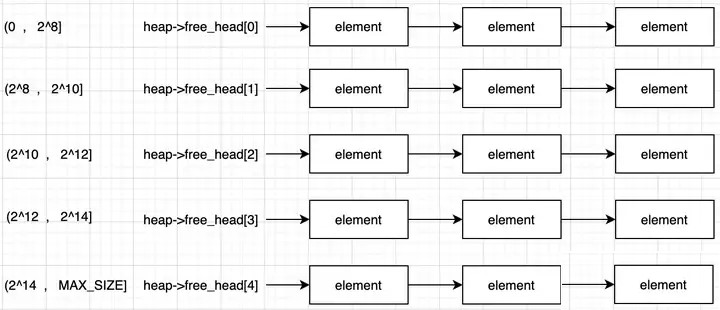 (0 , 2^8] heap->free_head[0] element element element
(2^8 , 2^10] heap->free_head[1] element element element
(2^10 , 2^12] heap->free_head[2] element element element
(2^12 , 2^14] heap->free_head[3] element element element
(2^14 , MAX_SIZE] heap->free_head[4] element element element